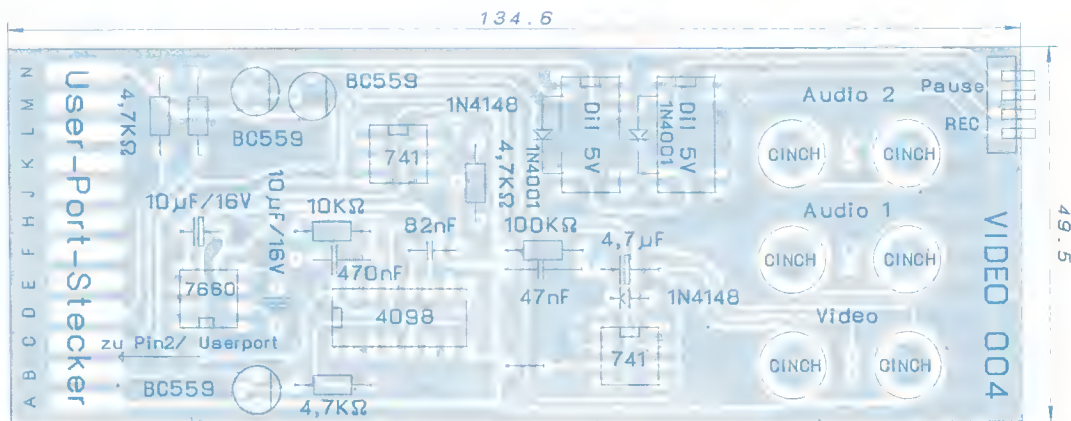 134.6
49.5
N M L K J H F E D C B A
User-Port-Stecker
4,7KΩ
BC559
BC559
741
1N4148
4,7KΩ
1N4001
Dil 5V
1N4001
Dil 5V
Audio 2
Pause
REC
CINCH
CINCH
10µF/16V
10µF/16V
10KΩ
470nF
82nF
100KΩ
47nF
4,7µF
1N4148
Audio 1
CINCH
CINCH
VIDEO 004
7660
4098
741
Video
CINCH
CINCH
zu Pin2/ Userport
BC559
4,7KΩ